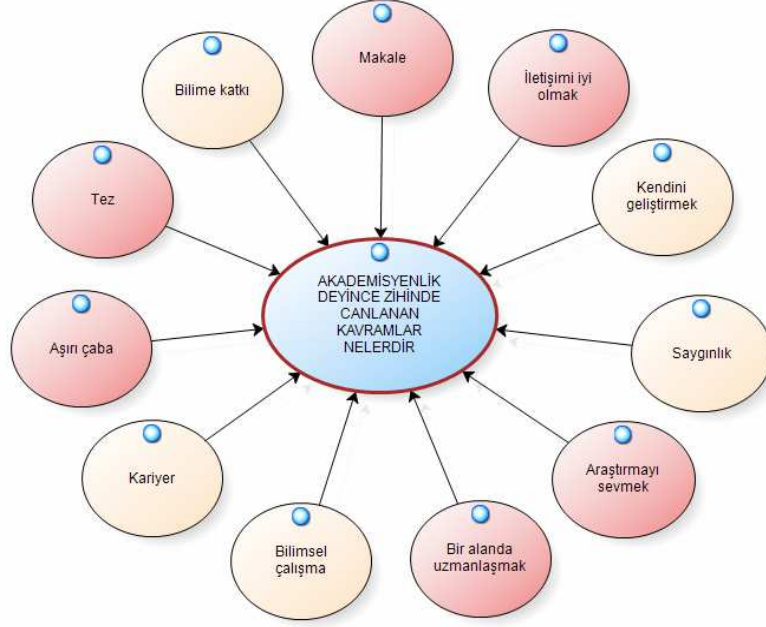 Makale
İletişimi iyi
olmak
Bilime katkı
Kendini
geliştirmek
Tez
AKADEMİSYENLİK
DEYİNCE ZİHİNDE
CANLANAN
KAVRAMLAR
NELERDİR
Aşırı çaba
Saygınlık
Kariyer
Araştırmayı
sevmek
Bilimsel
çalışma
Bir alanda
uzmanlaşmak